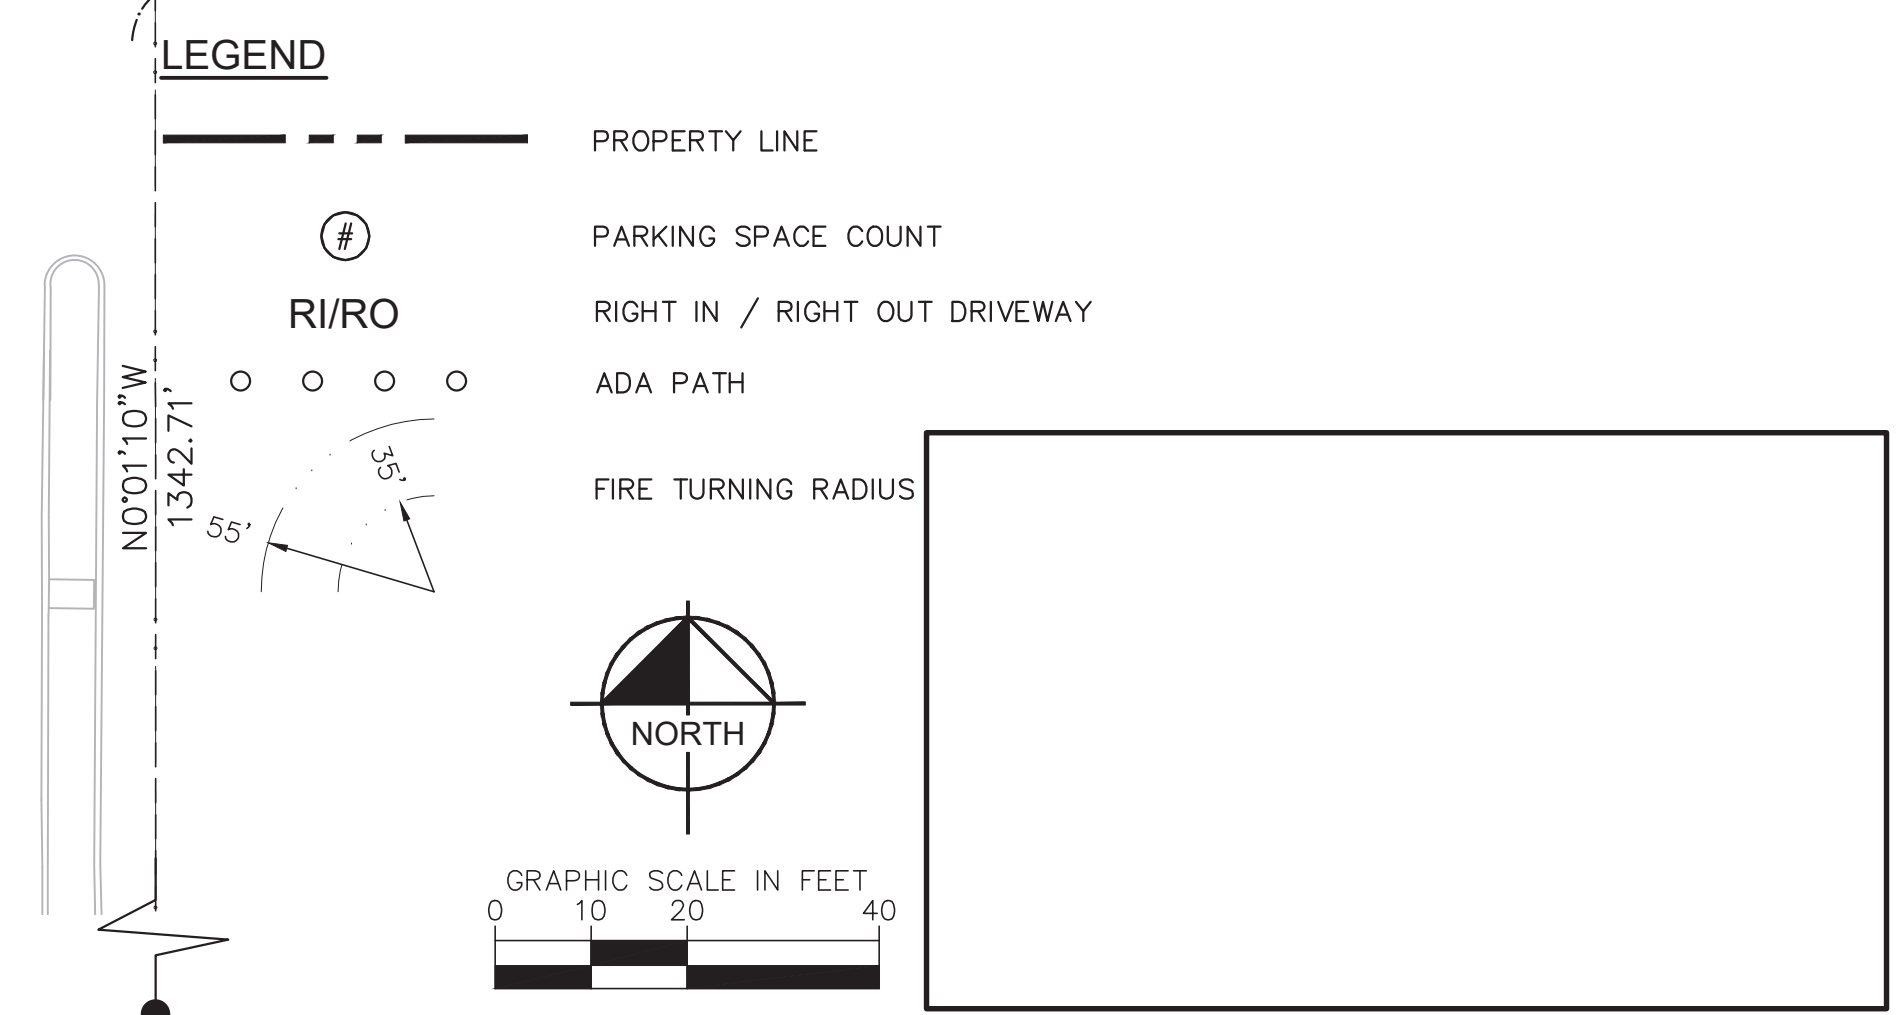 LEGEND
PROPERTY LINE
# PARKING SPACE COUNT
RI/RO RIGHT IN / RIGHT OUT DRIVEWAY
ADA PATH
N0°01'10"W
1342.71'
35'
55'
FIRE TURNING RADIUS
NORTH
GRAPHIC SCALE IN FEET
0 10 20 40